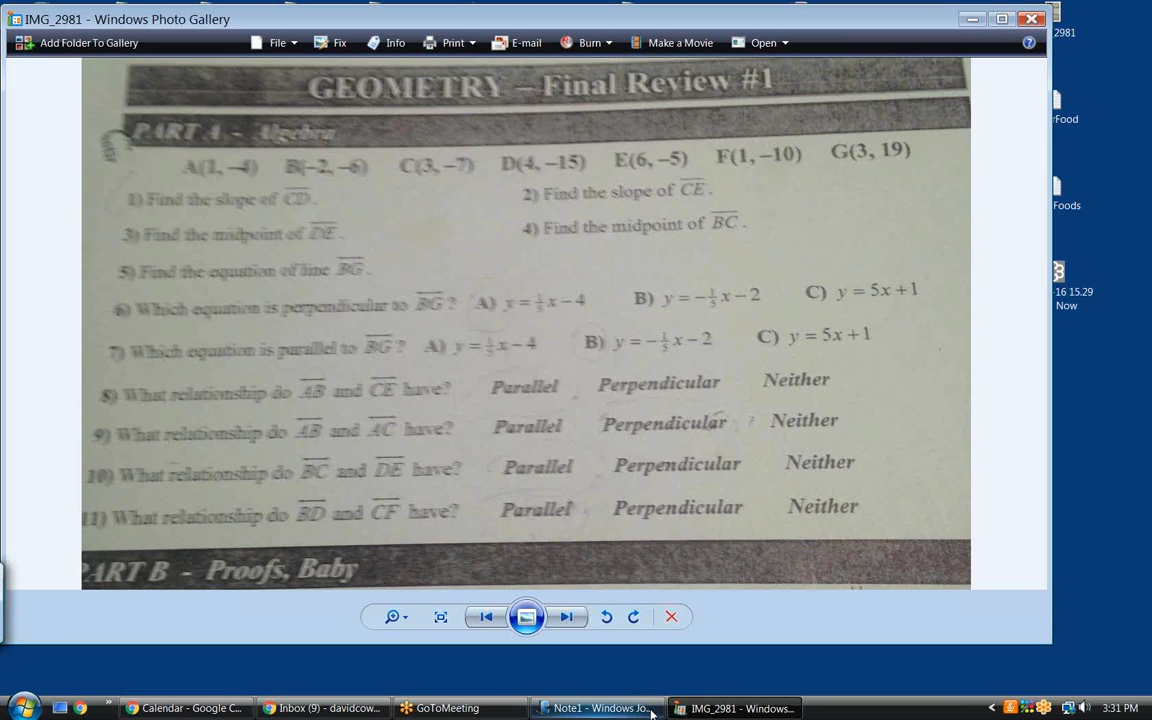 IMG_2981 - Windows Photo Gallery
Add Folder To Gallery File Fix Info Print E-mail Burn Make a Movie Open
2981
GEOMETRY – Final Review #1
PART A - Algebra
A(1, –4) B(–2, –6) C(3, –7) D(4, –15) E(6, –5) F(1, –10) G(3, 19)
1) Find the slope of CD. 2) Find the slope of CE.
3) Find the midpoint of DE. 4) Find the midpoint of BC.
5) Find the equation of line BG.
6) Which equation is perpendicular to BG? A) y = 1/5 x – 4 B) y = – 1/5 x – 2 C) y = 5x + 1
7) Which equation is parallel to BG? A) y = 1/5 x – 4 B) y = – 1/5 x – 2 C) y = 5x + 1
8) What relationship do AB and CE have? Parallel Perpendicular Neither
9) What relationship do AB and AC have? Parallel Perpendicular Neither
10) What relationship do BC and DE have? Parallel Perpendicular Neither
11) What relationship do BD and CF have? Parallel Perpendicular Neither
PART B - Proofs, Baby
rFood
Foods
-16 15.29
Now
Calendar - Google C... Inbox (9) - davidcow... GoToMeeting Note1 - Windows Jo... IMG_2981 - Windows... 3:31 PM